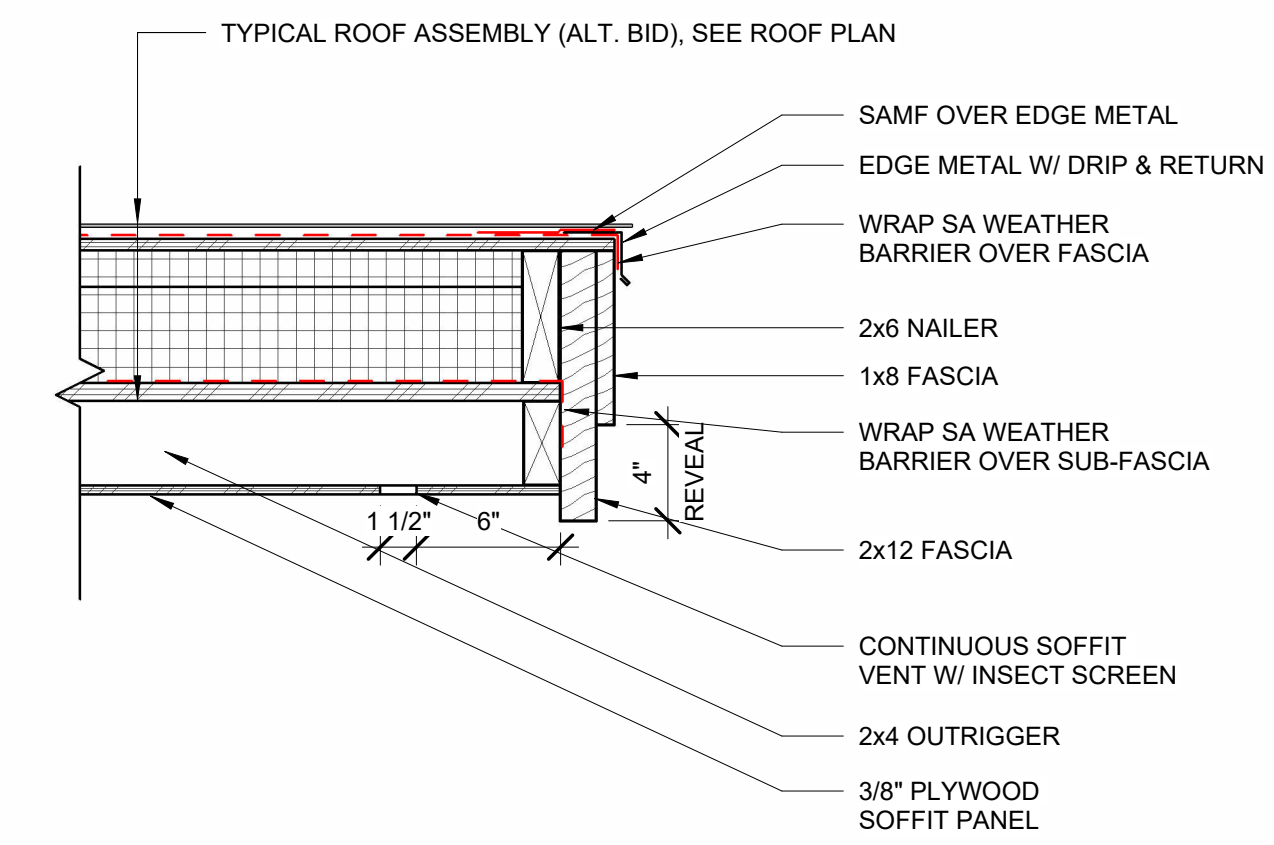 TYPICAL ROOF ASSEMBLY (ALT. BID), SEE ROOF PLAN
SAMF OVER EDGE METAL
EDGE METAL W/ DRIP & RETURN
WRAP SA WEATHER
BARRIER OVER FASCIA
2x6 NAILER
1x8 FASCIA
WRAP SA WEATHER
BARRIER OVER SUB-FASCIA
4"
REVEAL
1 1/2"
6"
2x12 FASCIA
CONTINUOUS SOFFIT
VENT W/ INSECT SCREEN
2x4 OUTRIGGER
3/8" PLYWOOD
SOFFIT PANEL